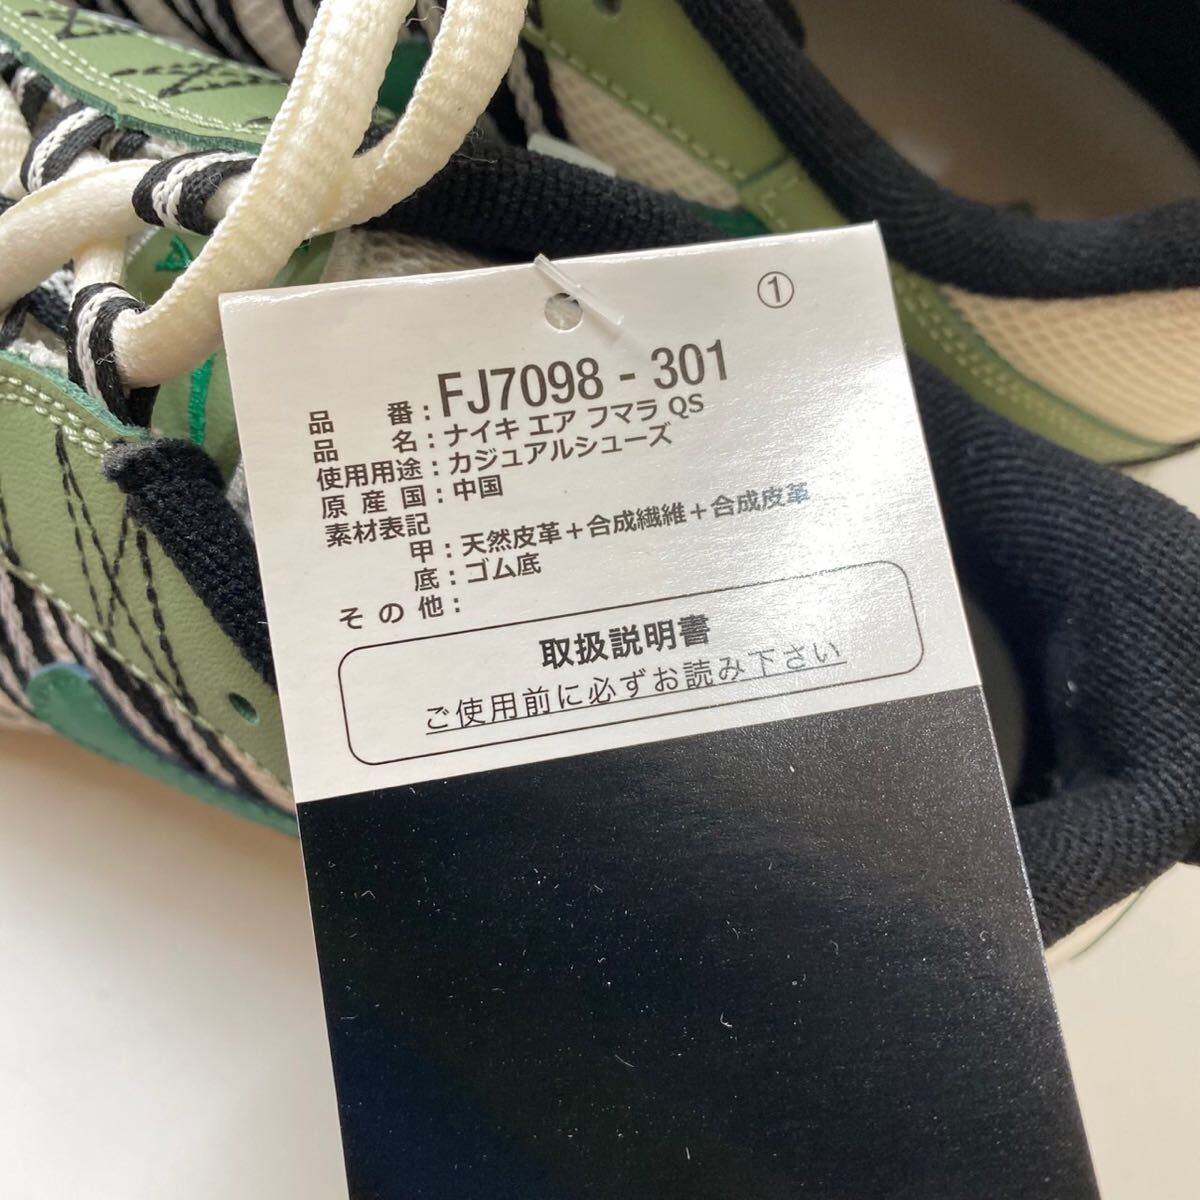 ①
品番：FJ7098 - 301
品名：ナイキ エア フマラ QS
使用用途：カジュアルシューズ
原産国：中国
素材表記
甲：天然皮革＋合成繊維＋合成皮革
底：ゴム底
その他：
取扱説明書
ご使用前に必ずお読み下さい